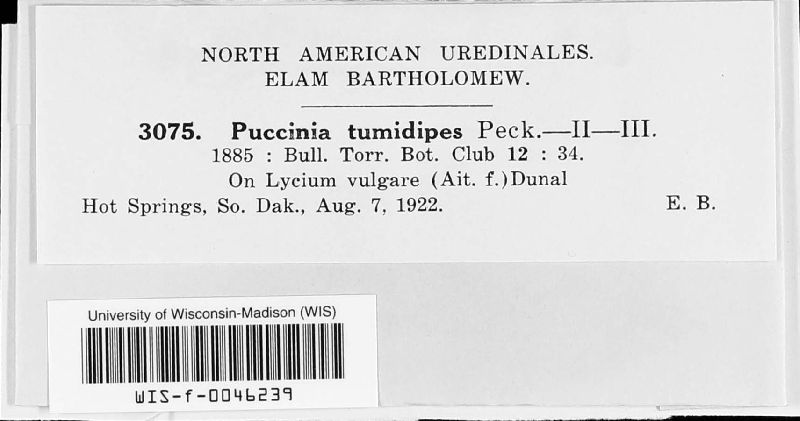 NORTH AMERICAN UREDINALES.
ELAM BARTHOLOMEW.
3075. Puccinia tumidipes Peck.—II—III.
1885 : Bull. Torr. Bot. Club 12 : 34.
On Lycium vulgare (Ait. f.)Dunal
Hot Springs, So. Dak., Aug. 7, 1922. E. B.
University of Wisconsin-Madison (WIS)
WIS-f-0046239